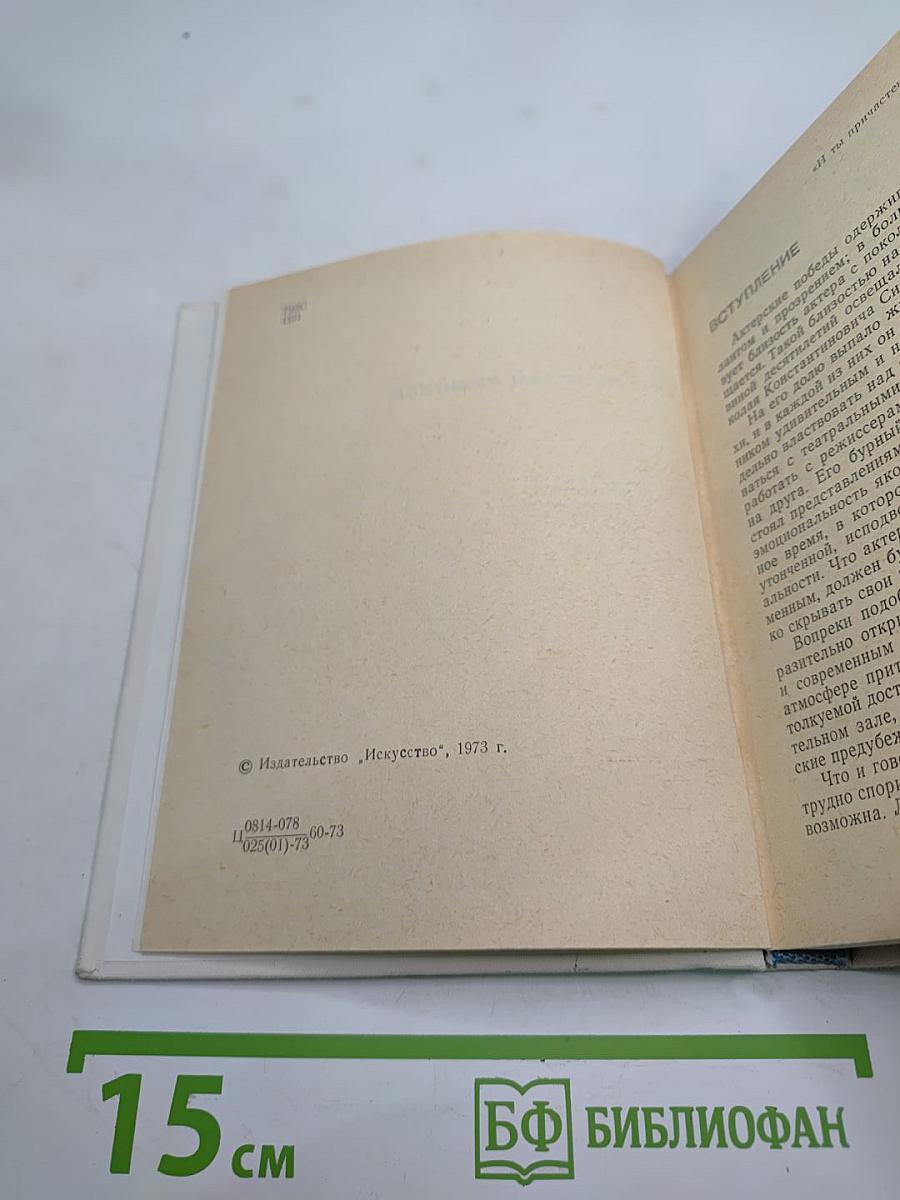 © Издательство „Искусство“, 1973 г.
Ц 0814-078
025(01)-73 60-73
«И ты причастен
ВСТУПЛЕНИЕ
Актерские победы одержи
лантом и прозрением; в бол
вует близость актера с покол
щается. Такой близостью на
виной десятилетий освещал
колая Константиновича Си
На его долю выпало ж
хи, и в каждой из них он
ником удивительным и н
дельно властвовать над
ваться с театральными
работать с режиссерам
на друга. Его бурный
стоял представлениям
эмоциональность яко
ное время, в которо
утонченной, исподво
альности. Что актер
менным, должен бу
ко скрывать свои
Вопреки подоб
разительно откры
и современным
атмосфере прит
толкуемой дост
тельном зале,
ские предубеж
Что и гово
трудно спори
возможна. Л
15 см
БФ БИБЛИОФАН